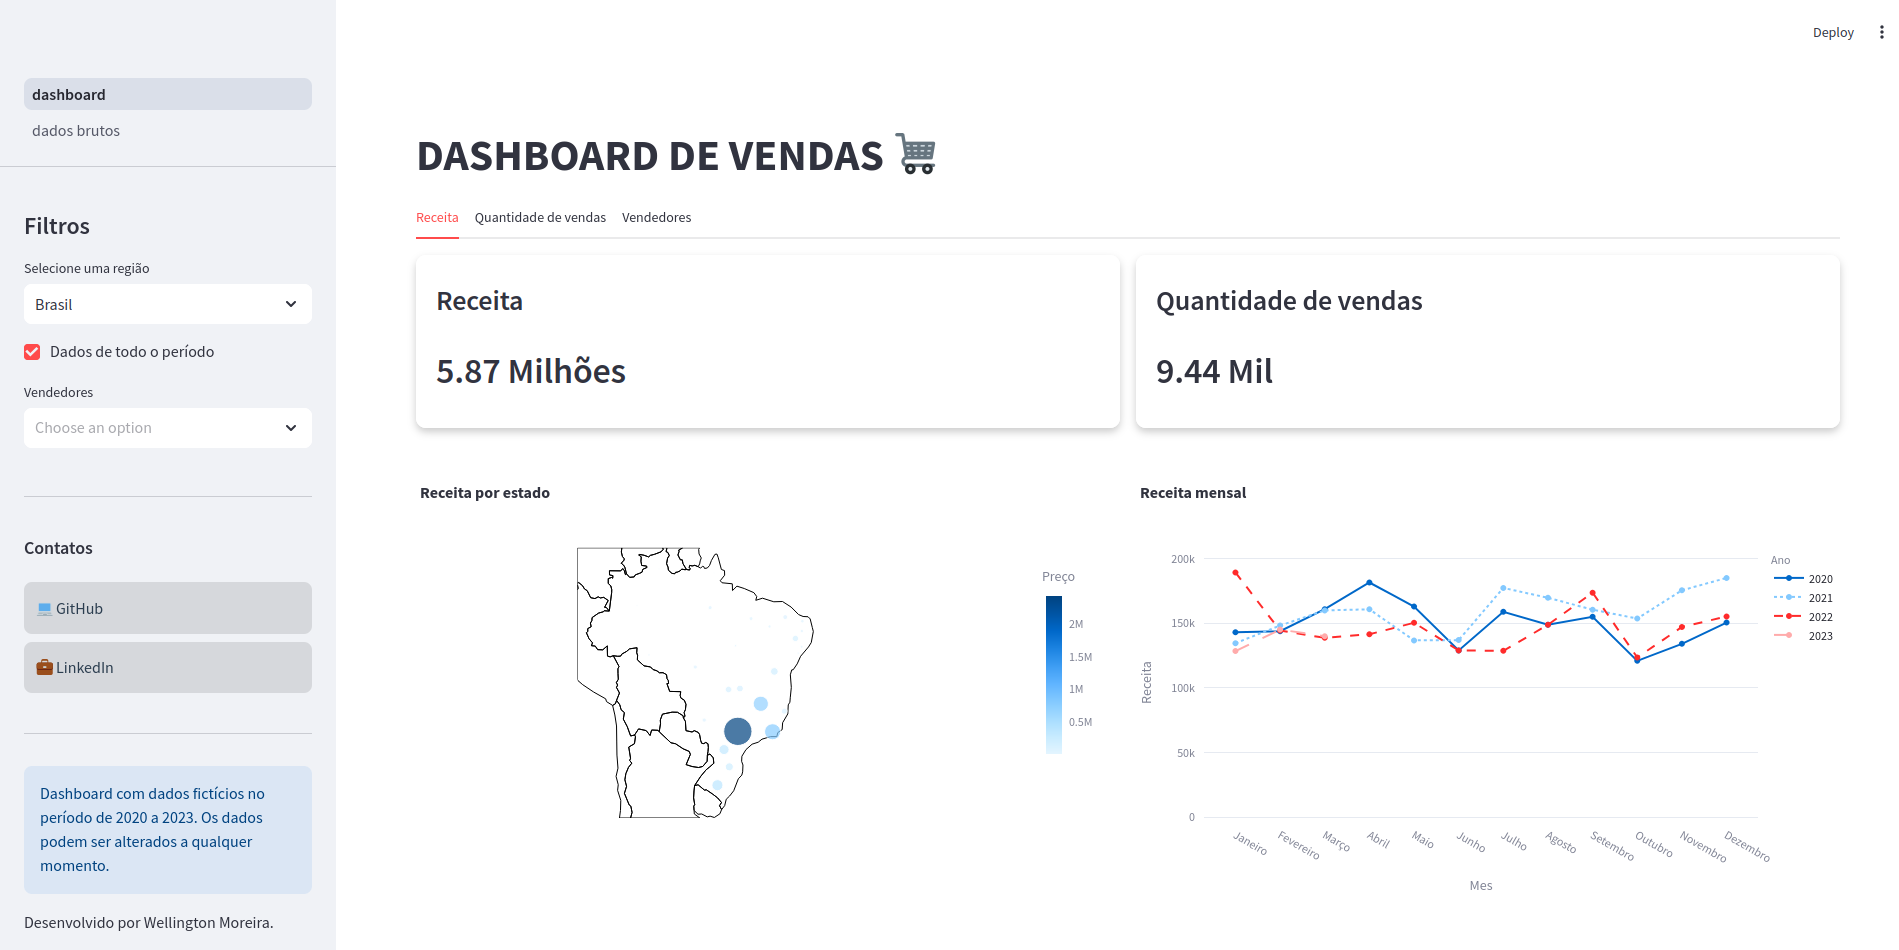 Deploy
dashboard
dados brutos
Filtros
Selecione uma região
Brasil
Dados de todo o período
Vendedores
Choose an option
Contatos
GitHub
LinkedIn
Dashboard com dados fictícios no
período de 2020 a 2023. Os dados
podem ser alterados a qualquer
momento.
Desenvolvido por Wellington Moreira.
DASHBOARD DE VENDAS
Receita Quantidade de vendas Vendedores
Receita
5.87 Milhões
Quantidade de vendas
9.44 Mil
Receita por estado
Preço
2M
1.5M
1M
0.5M
Receita mensal
200k
150k
100k
50k
0
Receita
Janeiro
Fevereiro
Março
Abril
Maio
Junho
Julho
Agosto
Setembro
Outubro
Novembro
Dezembro
Mes
Ano
2020
2021
2022
2023